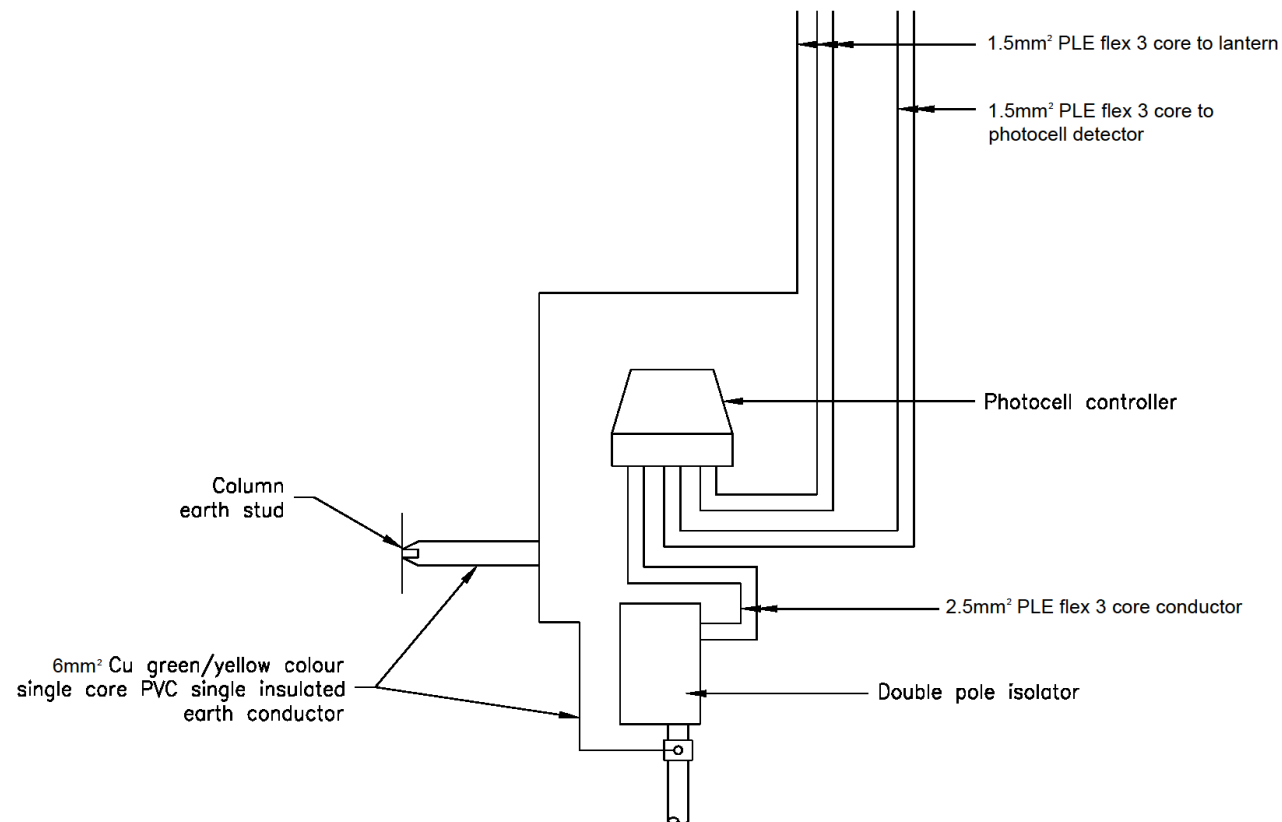 1.5mm² PLE flex 3 core to lantern
1.5mm² PLE flex 3 core to
photocell detector
Photocell controller
Column
earth stud
2.5mm² PLE flex 3 core conductor
6mm² Cu green/yellow colour
single core PVC single insulated
earth conductor
Double pole isolator